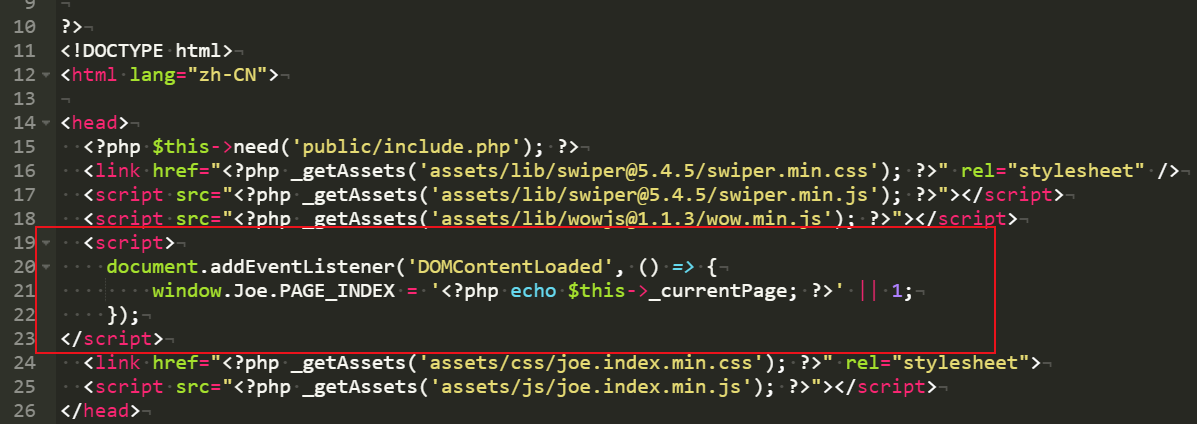 9
10 ?>
11 <!DOCTYPE html>
12 <html lang="zh-CN">
13
14 <head>
15   <?php $this->need('public/include.php'); ?>
16   <link href="<?php _getAssets('assets/lib/swiper@5.4.5/swiper.min.css'); ?>" rel="stylesheet" />
17   <script src="<?php _getAssets('assets/lib/swiper@5.4.5/swiper.min.js'); ?>"></script>
18   <script src="<?php _getAssets('assets/lib/wowjs@1.1.3/wow.min.js'); ?>"></script>
19   <script>
20     document.addEventListener('DOMContentLoaded', () => {
21         window.Joe.PAGE_INDEX = '<?php echo $this->_currentPage; ?>' || 1;
22     });
23 </script>
24   <link href="<?php _getAssets('assets/css/joe.index.min.css'); ?>" rel="stylesheet">
25   <script src="<?php _getAssets('assets/js/joe.index.min.js'); ?>"></script>
26 </head>